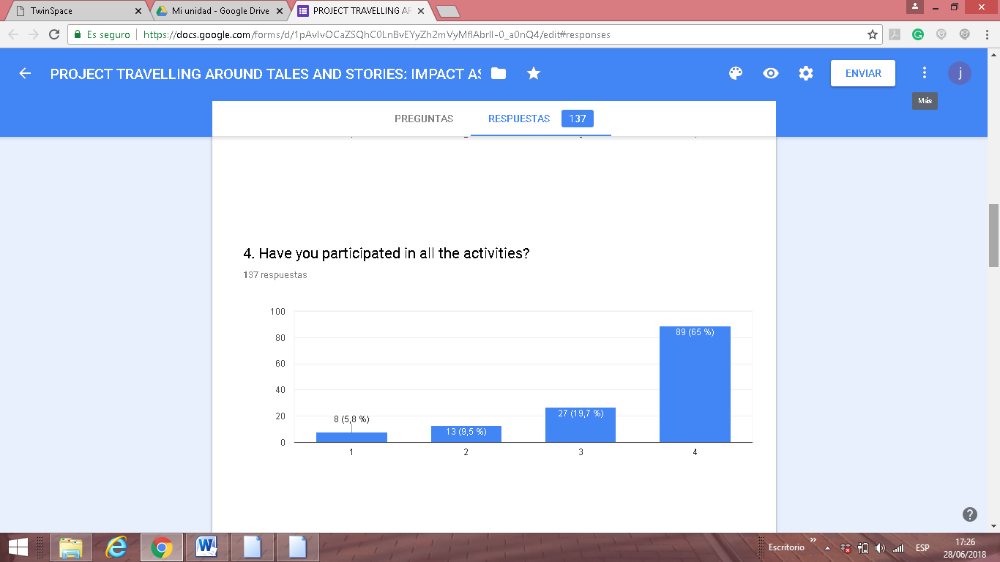 TwinSpace
Mi unidad - Google Drive
PROJECT TRAVELLING AR
Es seguro
https://docs.google.com/forms/d/
/edit#responses
PROJECT TRAVELLING AROUND TALES AND STORIES: IMPACT AS
ENVIAR
j
Más
PREGUNTAS
RESPUESTAS
137
4. Have you participated in all the activities?
137 respuestas
100
80
60
40
20
0
8 (5,8 %)
13 (9,5 %)
27 (19,7 %)
89 (65 %)
1
2
3
4
Escritorio
ESP
17:26
28/06/2018